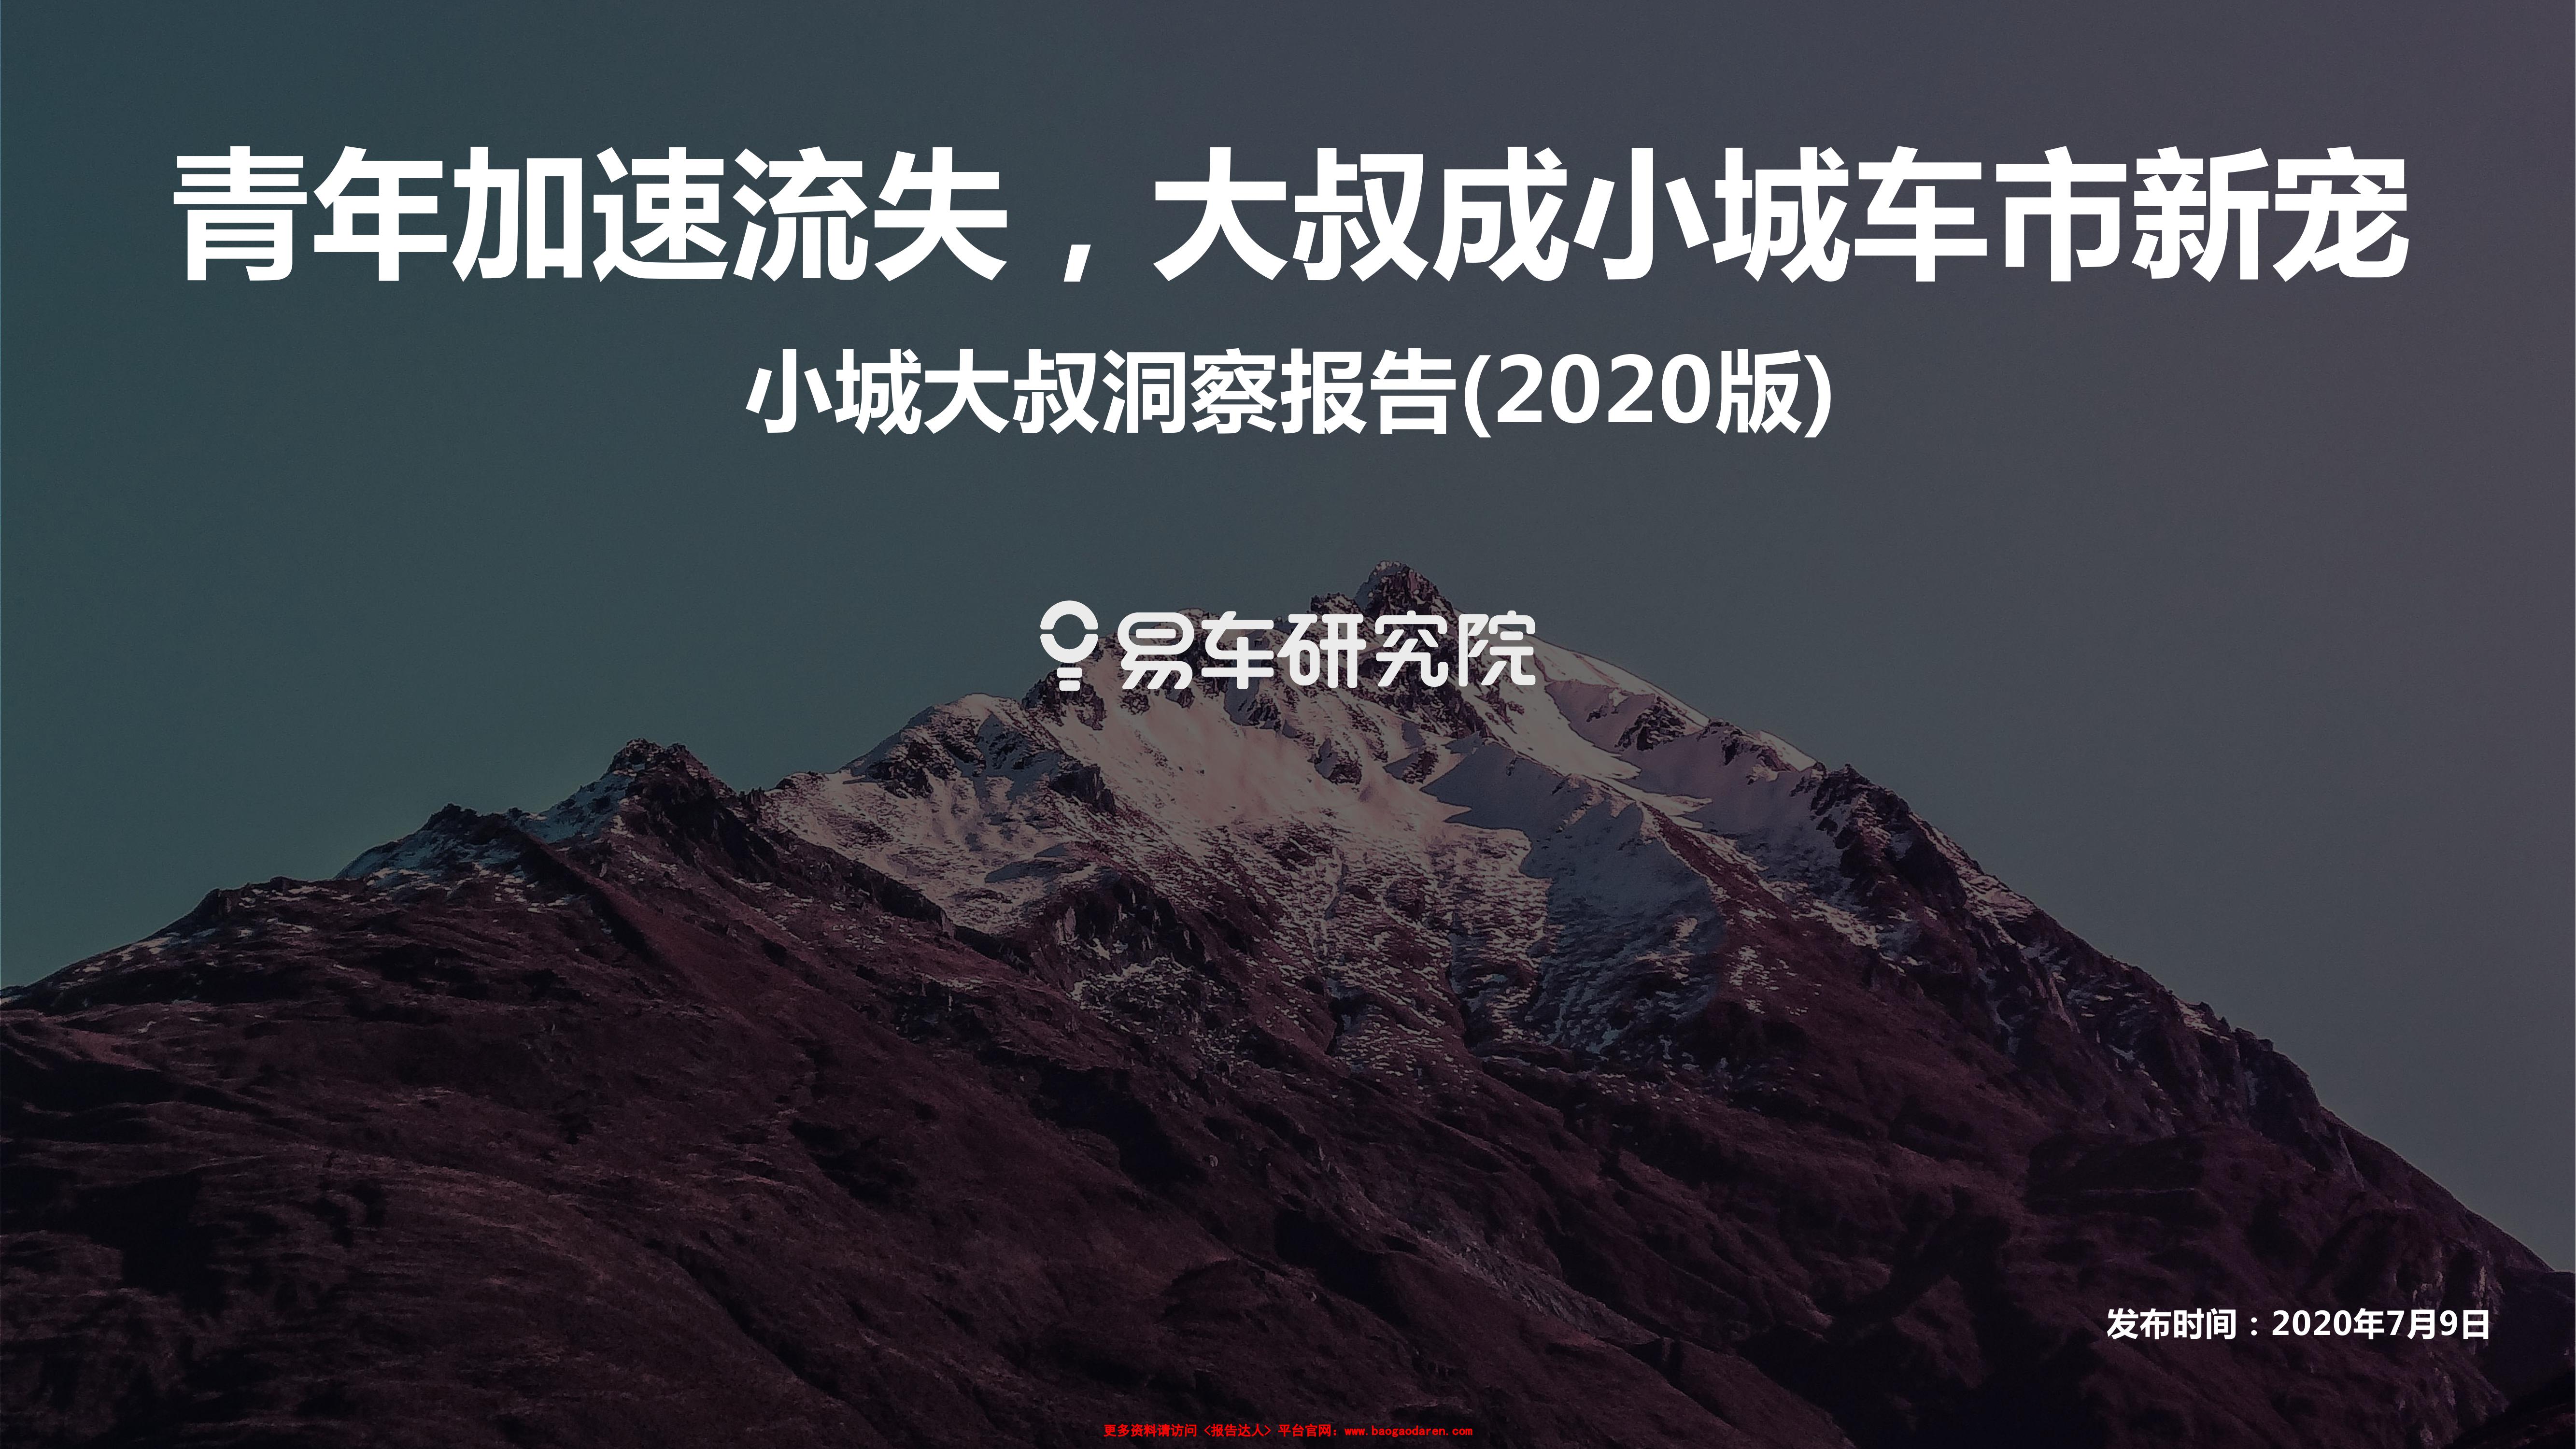 青年加速流失，大叔成小城车市新宠
小城大叔洞察报告(2020版)
易车研究院
发布时间：2020年7月9日
更多资料请访问<报告达人>平台官网：www.baogaodaren.com